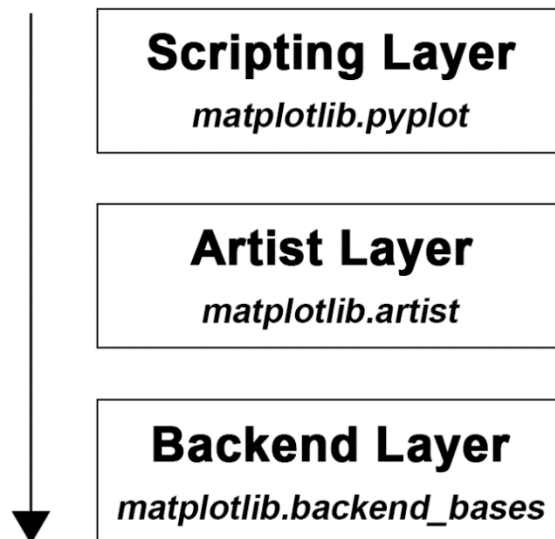 Scripting Layer
matplotlib.pyplot
Artist Layer
matplotlib.artist
Backend Layer
matplotlib.backend_bases